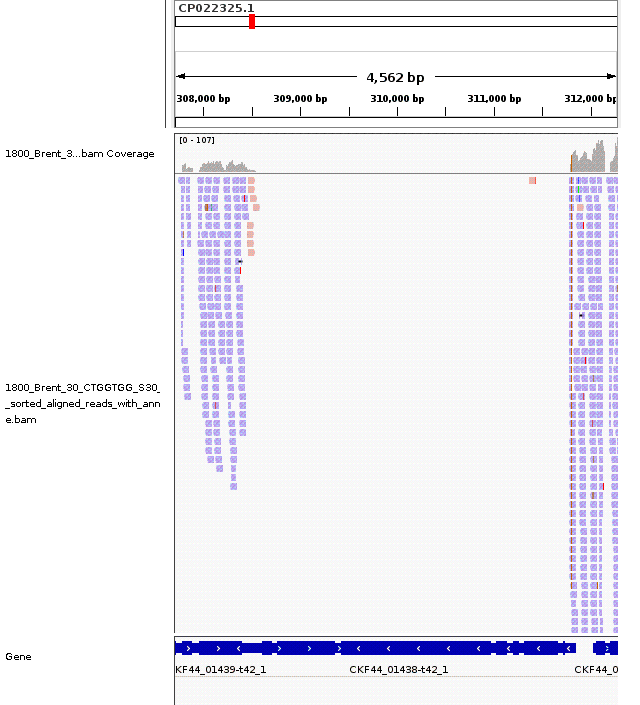 CP022325.1
4,562 bp
308,000 bp 309,000 bp 310,000 bp 311,000 bp 312,000 bp
[0 - 107]
1800_Brent_3...bam Coverage
1800_Brent_30_CTGGTGG_S30_
_sorted_aligned_reads_with_ann
e.bam
Gene
KF44_01439-t42_1 CKF44_01438-t42_1 CKF44_0